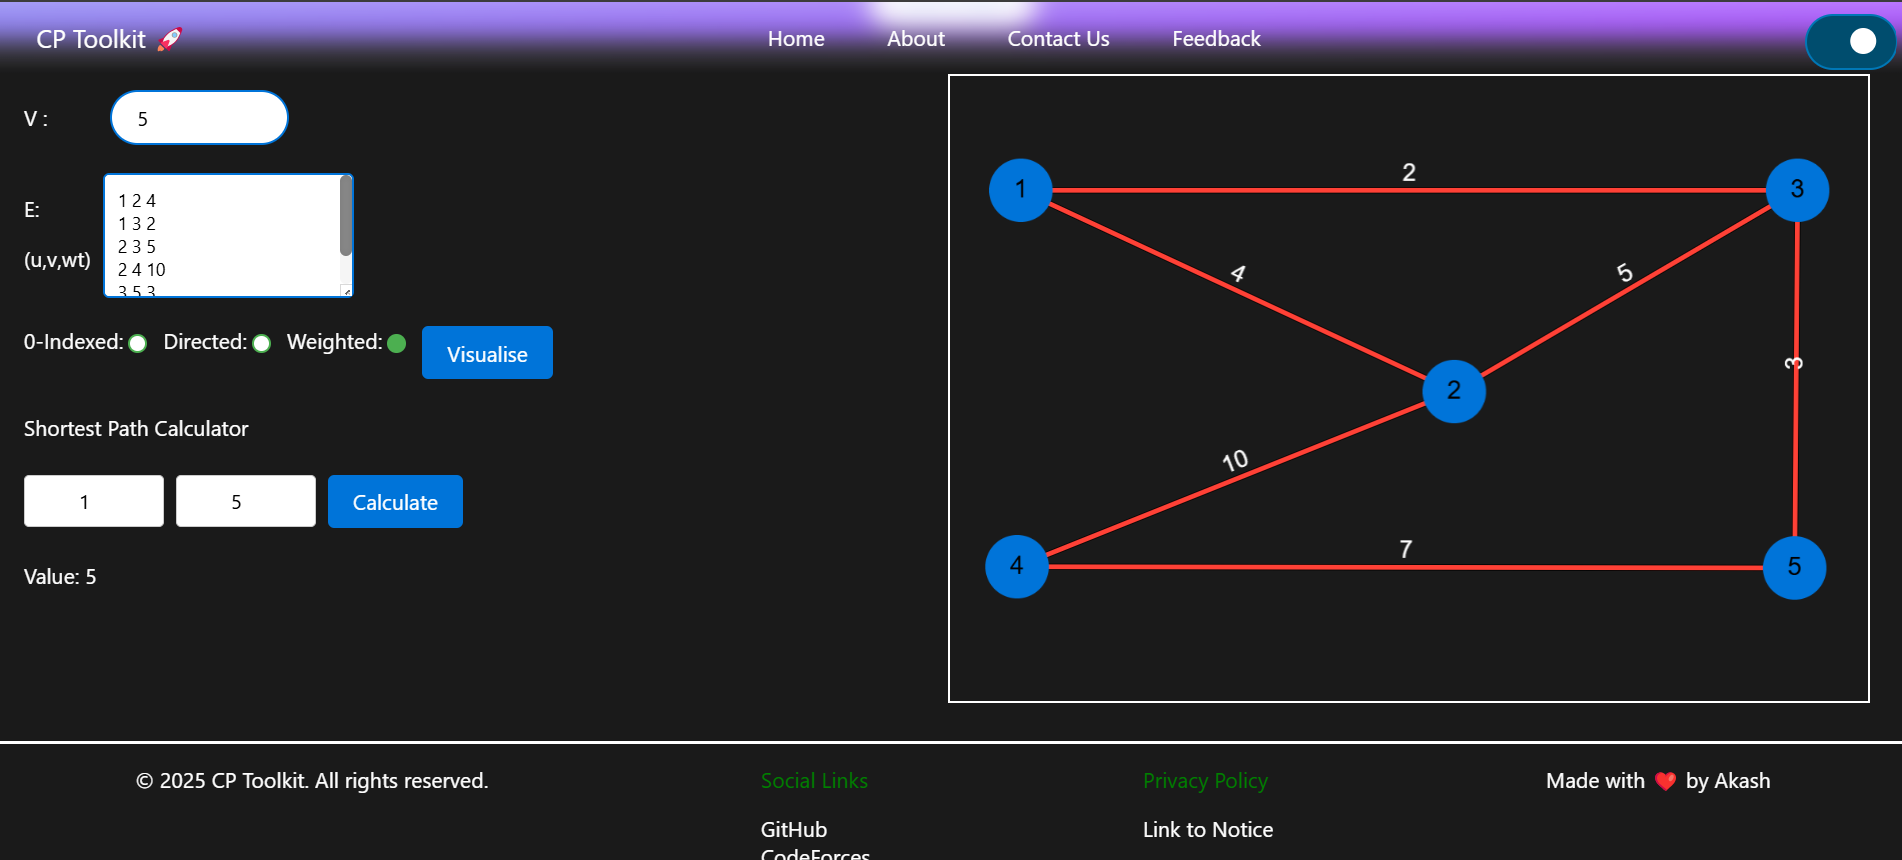 CP Toolkit 🚀
Home
About
Contact Us
Feedback
V :
5
E:
(u,v,wt)
1 2 4
1 3 2
2 3 5
2 4 10
3 5 3
0-Indexed:
Directed:
Weighted:
Visualise
Shortest Path Calculator
1
5
Calculate
Value: 5
1
2
3
4
5
2
3
10
7
4
5
© 2025 CP Toolkit. All rights reserved.
Social Links
GitHub
CodeForces
Privacy Policy
Link to Notice
Made with ❤️ by Akash